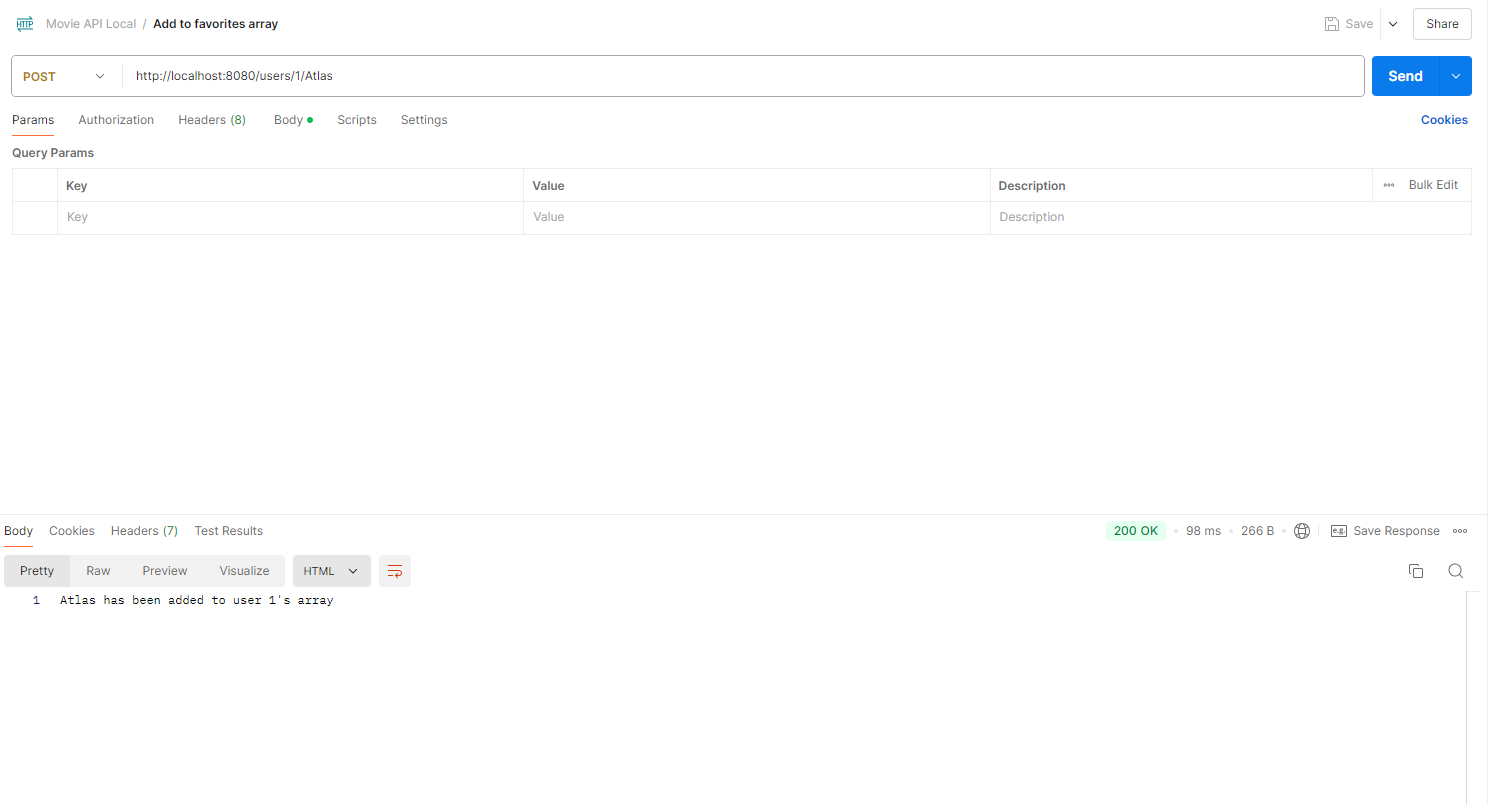 HTTP Movie API Local / Add to favorites array Save Share
POST http://localhost:8080/users/1/Atlas Send
Params Authorization Headers (8) Body Scripts Settings Cookies
Query Params
Key Value Description Bulk Edit
Key Value Description
Body Cookies Headers (7) Test Results 200 OK 98 ms 266 B e.g. Save Response
Pretty Raw Preview Visualize HTML
1 Atlas has been added to user 1's array